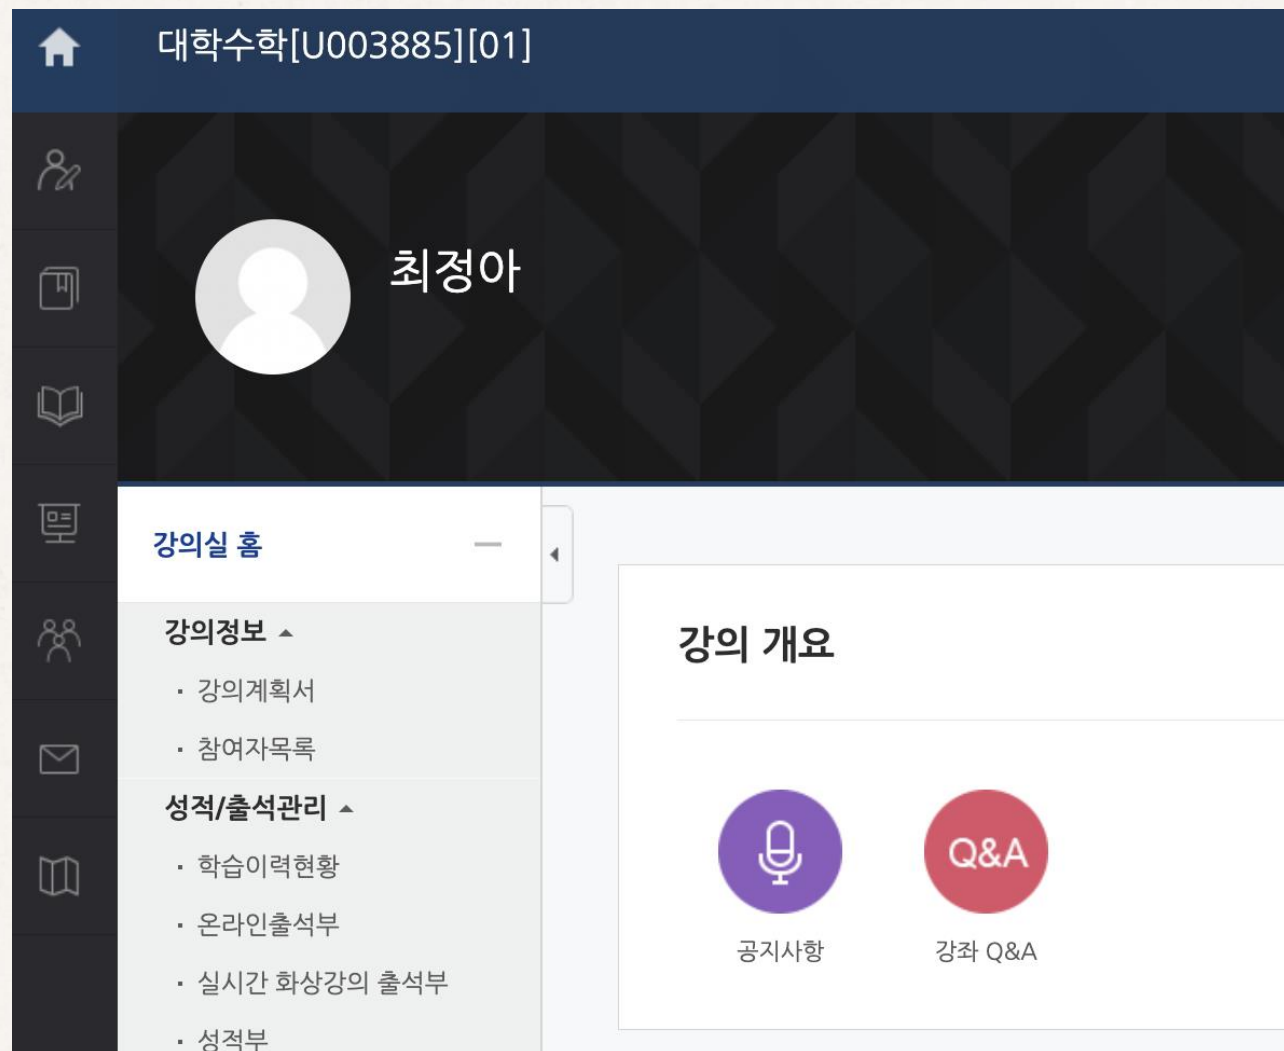 대학수학[U003885][01]
최정아
강의실 홈
강의정보
강의계획서
참여자목록
성적/출석관리
학습이력현황
온라인출석부
실시간 화상강의 출석부
성적부
강의 개요
Q&A
공지사항
강좌 Q&A